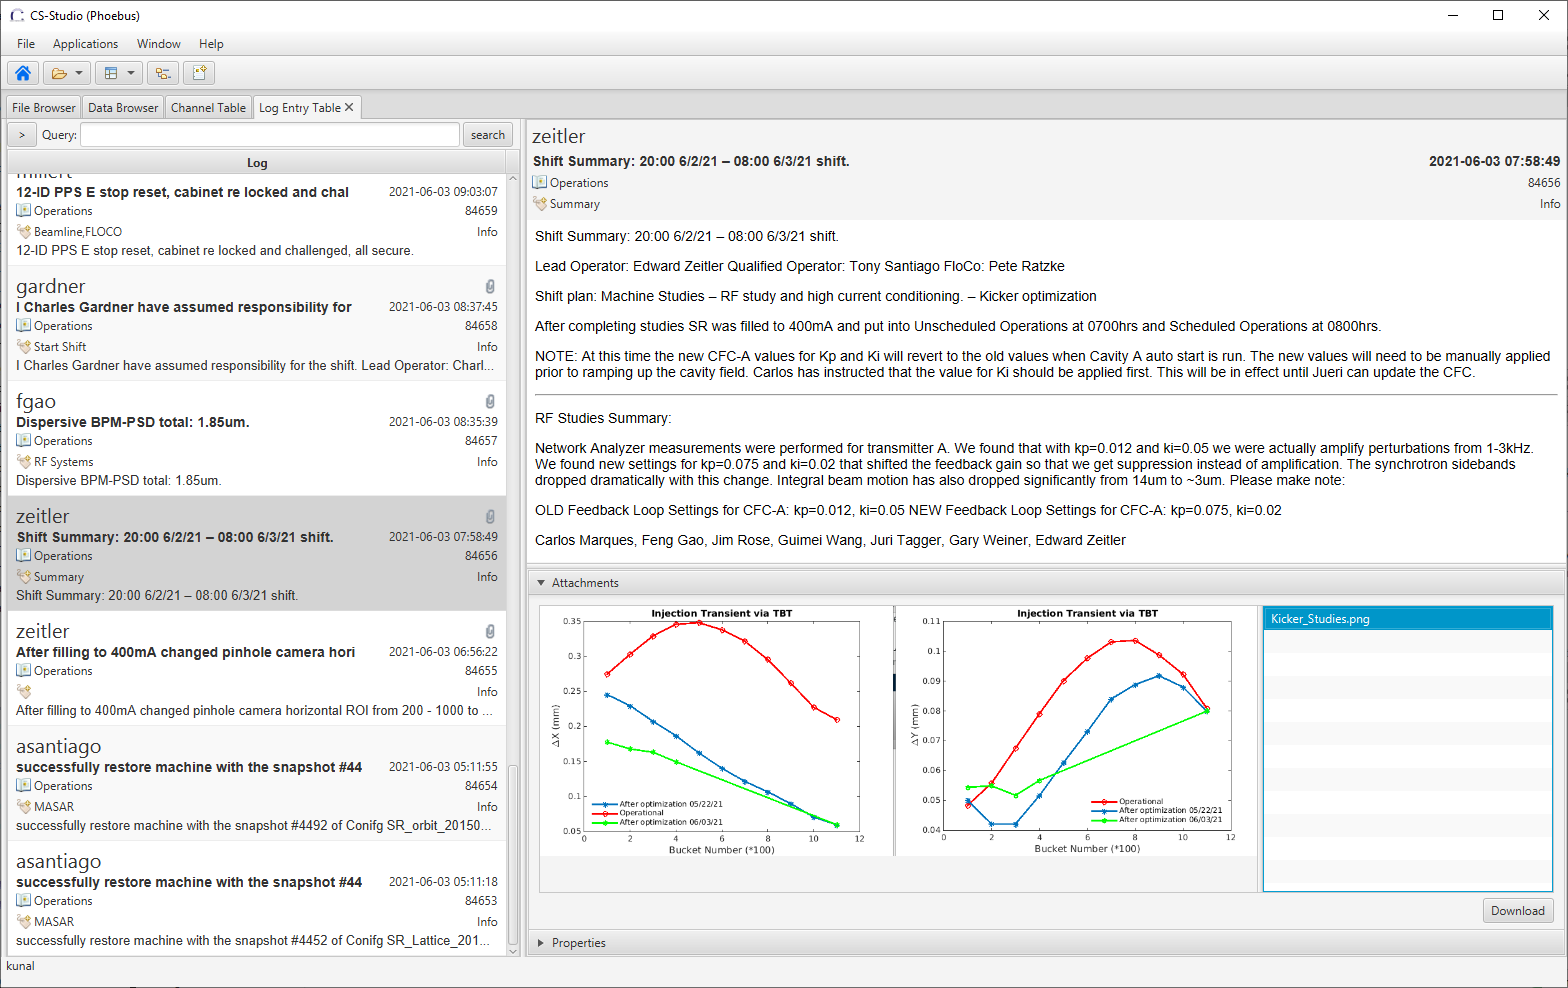 CS-Studio (Phoebus)
File Applications Window Help
File Browser Data Browser Channel Table Log Entry Table
> Query: search
Log
12-ID PPS E stop reset, cabinet re locked and chal 2021-06-03 09:03:07
Operations 84659
Beamline,FLOCO Info
12-ID PPS E stop reset, cabinet re locked and challenged, all secure.
gardner
I Charles Gardner have assumed responsibility for 2021-06-03 08:37:45
Operations 84658
Start Shift Info
I Charles Gardner have assumed responsibility for the shift. Lead Operator: Charl...
fgao
Dispersive BPM-PSD total: 1.85um. 2021-06-03 08:35:39
Operations 84657
RF Systems Info
Dispersive BPM-PSD total: 1.85um.
zeitler
Shift Summary: 20:00 6/2/21 – 08:00 6/3/21 shift. 2021-06-03 07:58:49
Operations 84656
Summary Info
Shift Summary: 20:00 6/2/21 – 08:00 6/3/21 shift.
zeitler
After filling to 400mA changed pinhole camera hori 2021-06-03 06:56:22
Operations 84655
Info
After filling to 400mA changed pinhole camera horizontal ROI from 200 - 1000 to ...
asantiago
successfully restore machine with the snapshot #44 2021-06-03 05:11:55
Operations 84654
MASAR Info
successfully restore machine with the snapshot #4492 of Conifg SR_orbit_20150...
asantiago
successfully restore machine with the snapshot #44 2021-06-03 05:11:18
Operations 84653
MASAR Info
successfully restore machine with the snapshot #4452 of Conifg SR_Lattice_201...
kunal
zeitler
Shift Summary: 20:00 6/2/21 – 08:00 6/3/21 shift. 2021-06-03 07:58:49
Operations 84656
Summary Info
Shift Summary: 20:00 6/2/21 – 08:00 6/3/21 shift.
Lead Operator: Edward Zeitler Qualified Operator: Tony Santiago FloCo: Pete Ratzke
Shift plan: Machine Studies – RF study and high current conditioning. – Kicker optimization
After completing studies SR was filled to 400mA and put into Unscheduled Operations at 0700hrs and Scheduled Operations at 0800hrs.
NOTE: At this time the new CFC-A values for Kp and Ki will revert to the old values when Cavity A auto start is run. The new values will need to be manually applied
prior to ramping up the cavity field. Carlos has instructed that the value for Ki should be applied first. This will be in effect until Jueri can update the CFC.
RF Studies Summary:
Network Analyzer measurements were performed for transmitter A. We found that with kp=0.012 and ki=0.05 we were actually amplify perturbations from 1-3kHz.
We found new settings for kp=0.075 and ki=0.02 that shifted the feedback gain so that we get suppression instead of amplification. The synchrotron sidebands
dropped dramatically with this change. Integral beam motion has also dropped significantly from 14um to ~3um. Please make note:
OLD Feedback Loop Settings for CFC-A: kp=0.012, ki=0.05 NEW Feedback Loop Settings for CFC-A: kp=0.075, ki=0.02
Carlos Marques, Feng Gao, Jim Rose, Guimei Wang, Juri Tagger, Gary Weiner, Edward Zeitler
Attachments
Injection Transient via TBT
0.35
0.3
0.25
0.2
0.15
0.1
0.05
ΔX (mm)
After optimization 05/22/21
Operational
After optimization 06/03/21
0 2 4 6 8 10 12
Bucket Number (*100)
Injection Transient via TBT
0.11
0.1
0.09
0.08
0.07
0.06
0.05
0.04
ΔY (mm)
Operational
After optimization 05/22/21
After optimization 06/03/21
0 2 4 6 8 10 12
Bucket Number (*100)
Kicker_Studies.png
Download
Properties